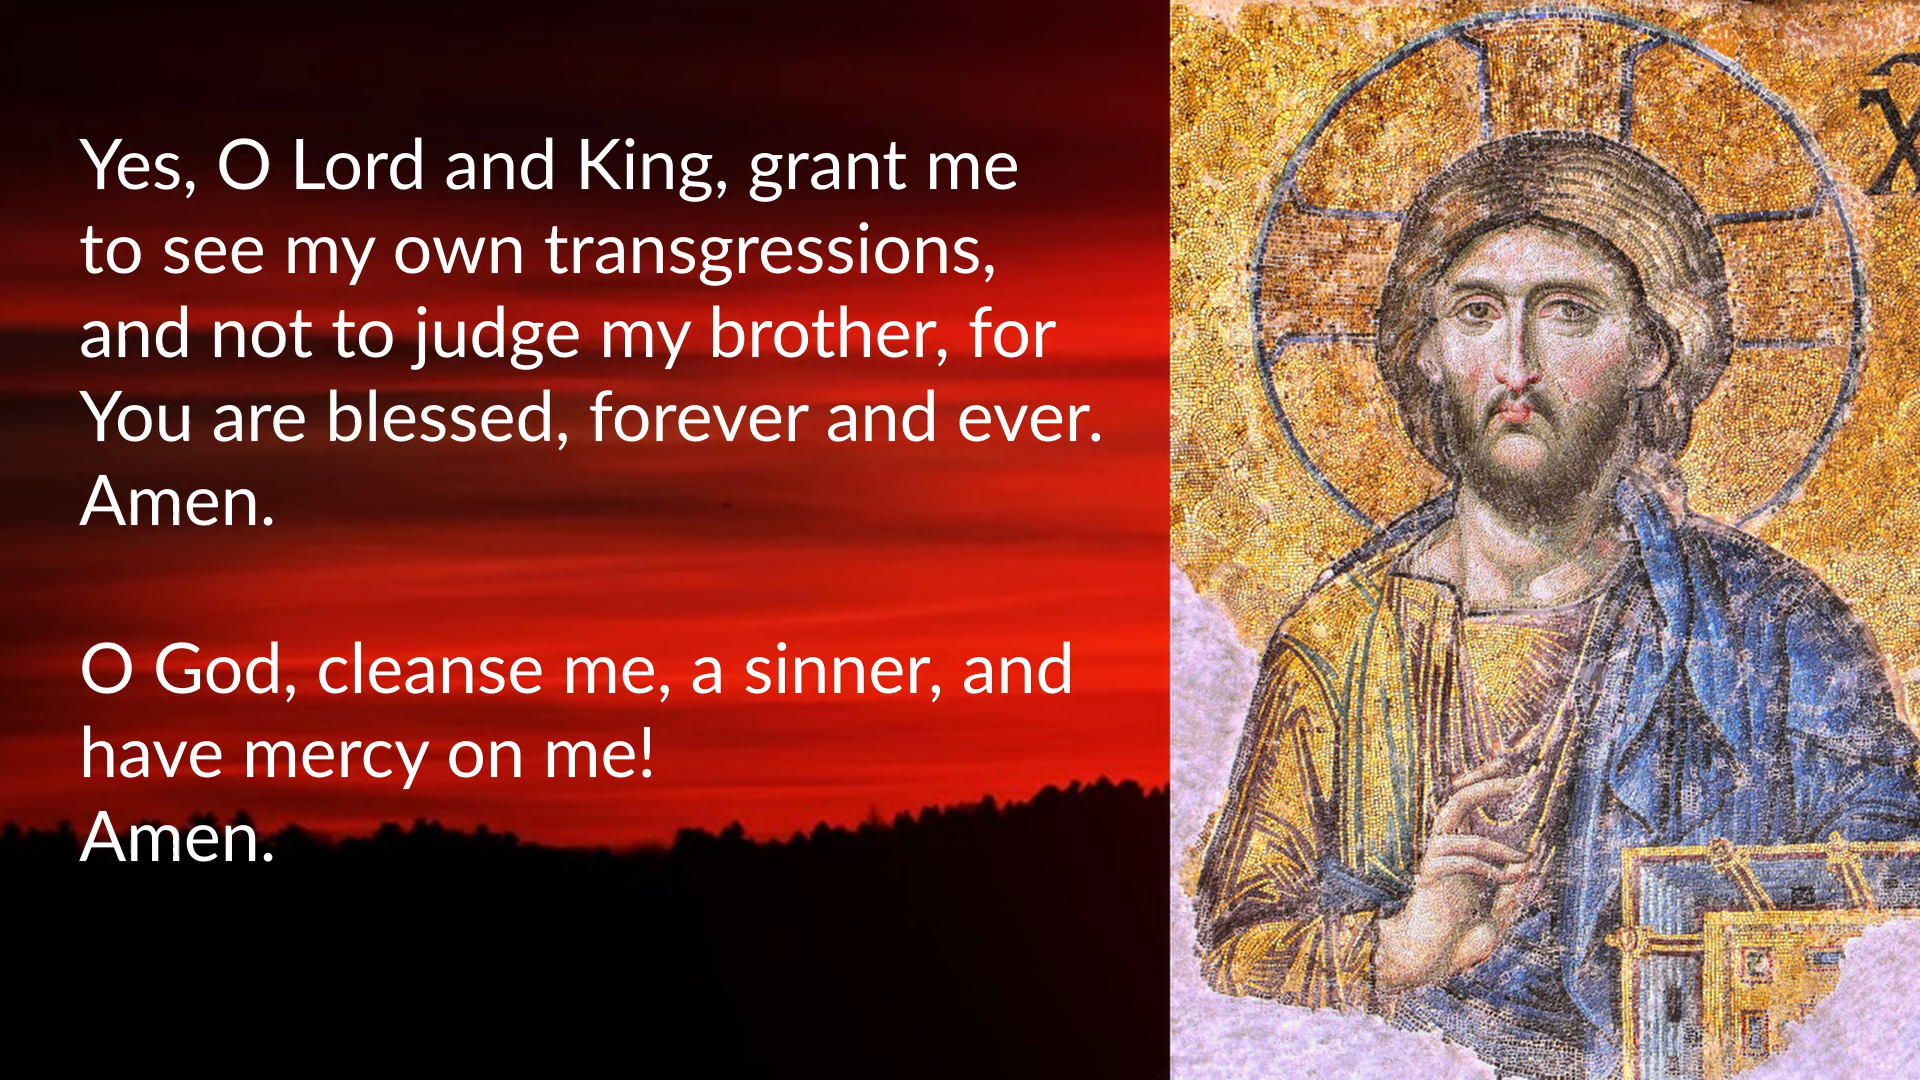 Yes, O Lord and King, grant me
to see my own transgressions,
and not to judge my brother, for
You are blessed, forever and ever.
Amen.
O God, cleanse me, a sinner, and
have mercy on me!
Amen.